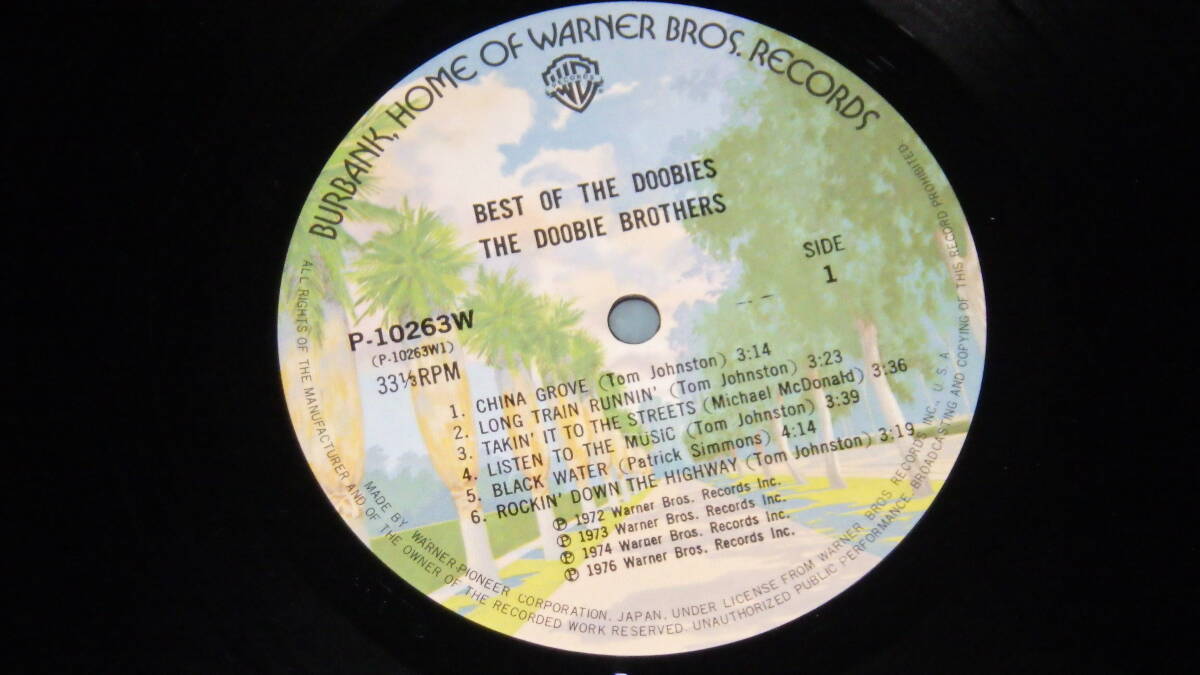 BURBANK, HOME OF WARNER BROS. RECORDS
RECORDS
BEST OF THE DOOBIES
THE DOOBIE BROTHERS
SIDE
1
P-10263W
(P-10263W1)
33⅓RPM
1. CHINA GROVE (Tom Johnston) 3:14
2. LONG TRAIN RUNNIN' (Tom Johnston) 3:23
3. TAKIN' IT TO THE STREETS (Michael McDonald) 3:36
4. LISTEN TO THE MUSIC (Tom Johnston) 3:39
5. BLACK WATER (Patrick Simmons) 4:14
6. ROCKIN' DOWN THE HIGHWAY (Tom Johnston) 3:19
℗ 1972 Warner Bros. Records Inc.
℗ 1973 Warner Bros. Records Inc.
℗ 1974 Warner Bros. Records Inc.
℗ 1976 Warner Bros. Records Inc.
MADE BY WARNER-PIONEER CORPORATION, JAPAN, UNDER LICENSE FROM WARNER BROS RECORDS INC., U.S.A.
ALL RIGHTS OF THE MANUFACTURER AND OF THE OWNER OF THE RECORDED WORK RESERVED. UNAUTHORIZED PUBLIC PERFORMANCE, BROADCASTING AND COPYING OF THIS RECORD PROHIBITED.